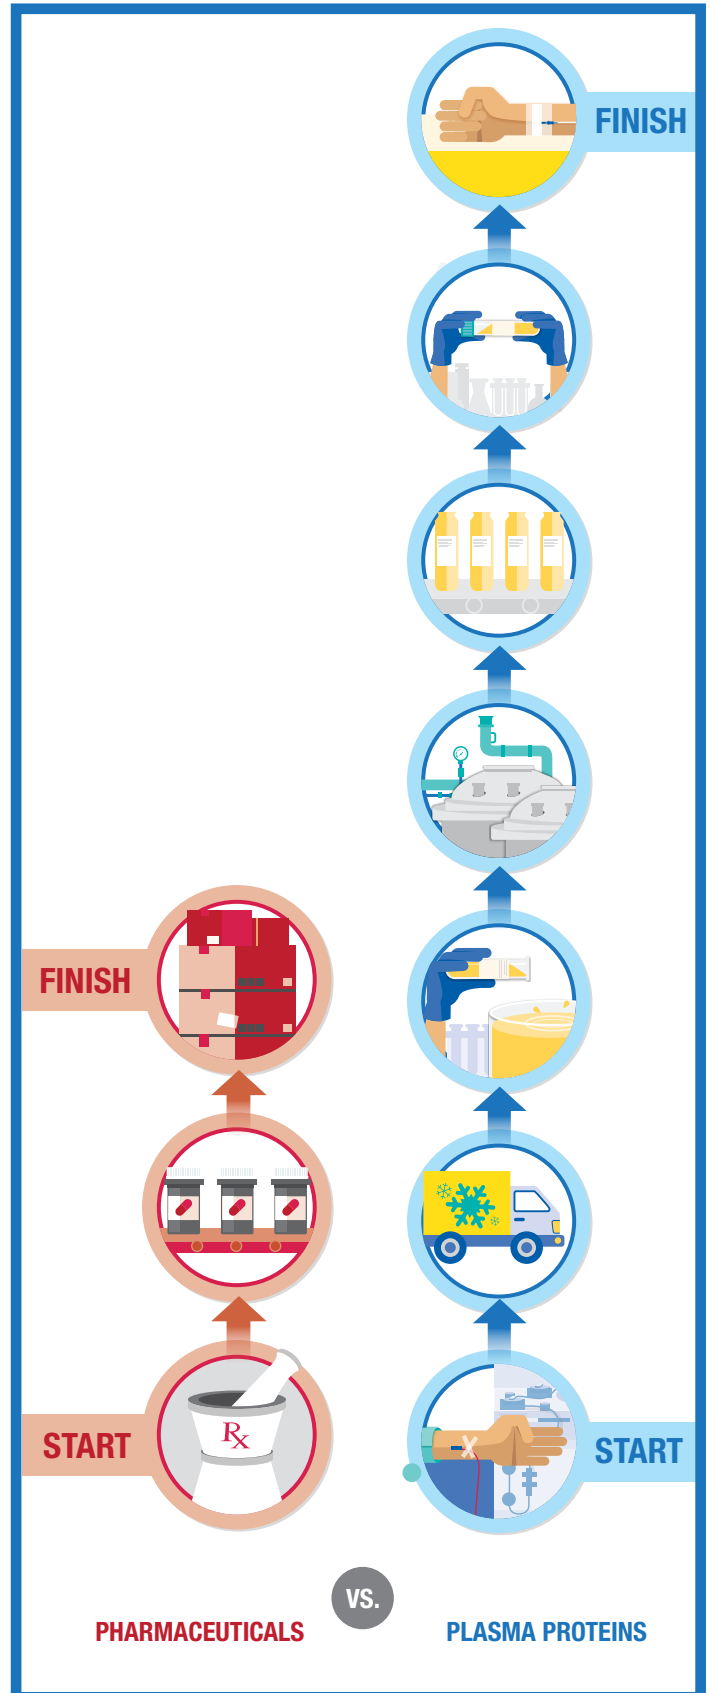 FINISH
FINISH
START
℞
START
VS.
PHARMACEUTICALS
PLASMA PROTEINS